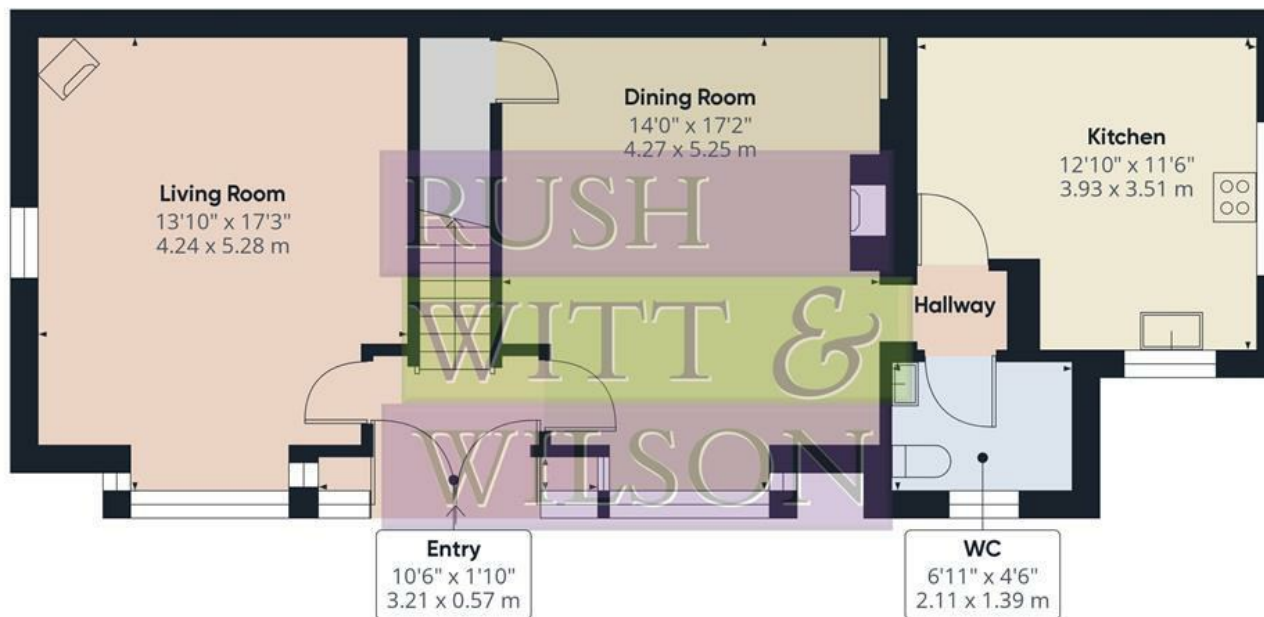 Living Room
13'10" x 17'3"
4.24 x 5.28 m
Dining Room
14'0" x 17'2"
4.27 x 5.25 m
Kitchen
12'10" x 11'6"
3.93 x 3.51 m
RUSH
WITT &
WILSON
Hallway
Entry
10'6" x 1'10"
3.21 x 0.57 m
WC
6'11" x 4'6"
2.11 x 1.39 m